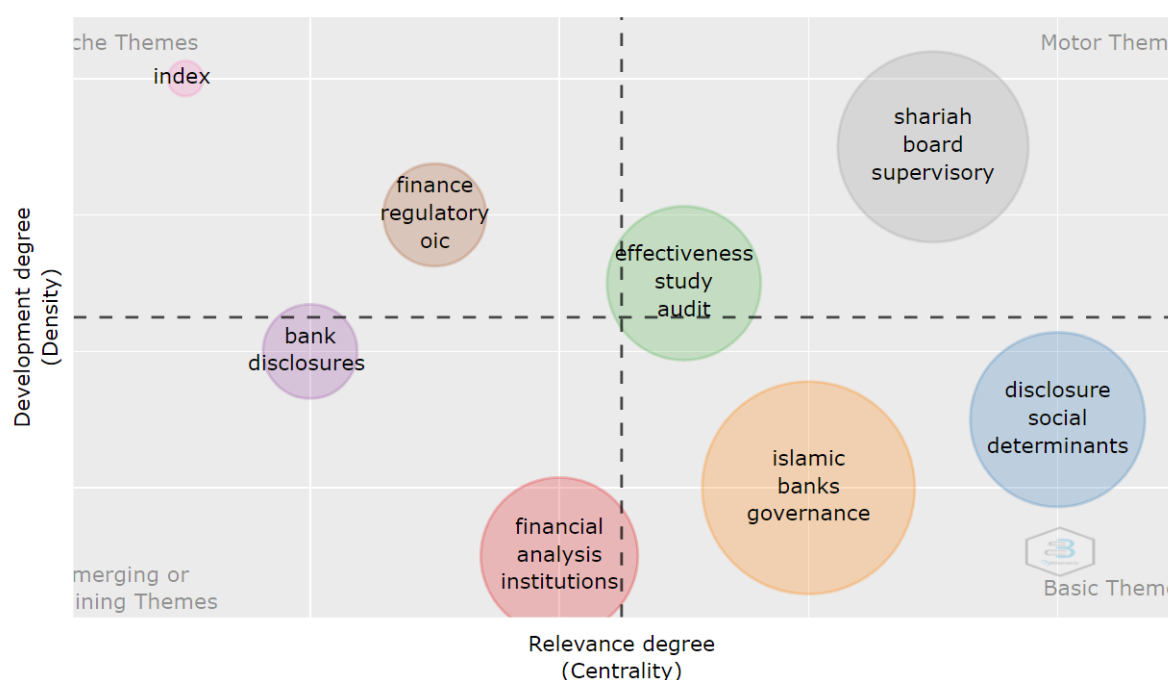 che Themes
Motor Them
index
shariah
board
supervisory
finance
regulatory
oic
effectiveness
study
audit
bank
disclosures
disclosure
social
determinants
islamic
banks
governance
financial
analysis
institutions
merging or
ining Themes
Basic Theme
Development degree
(Density)
Relevance degree
(Centrality)